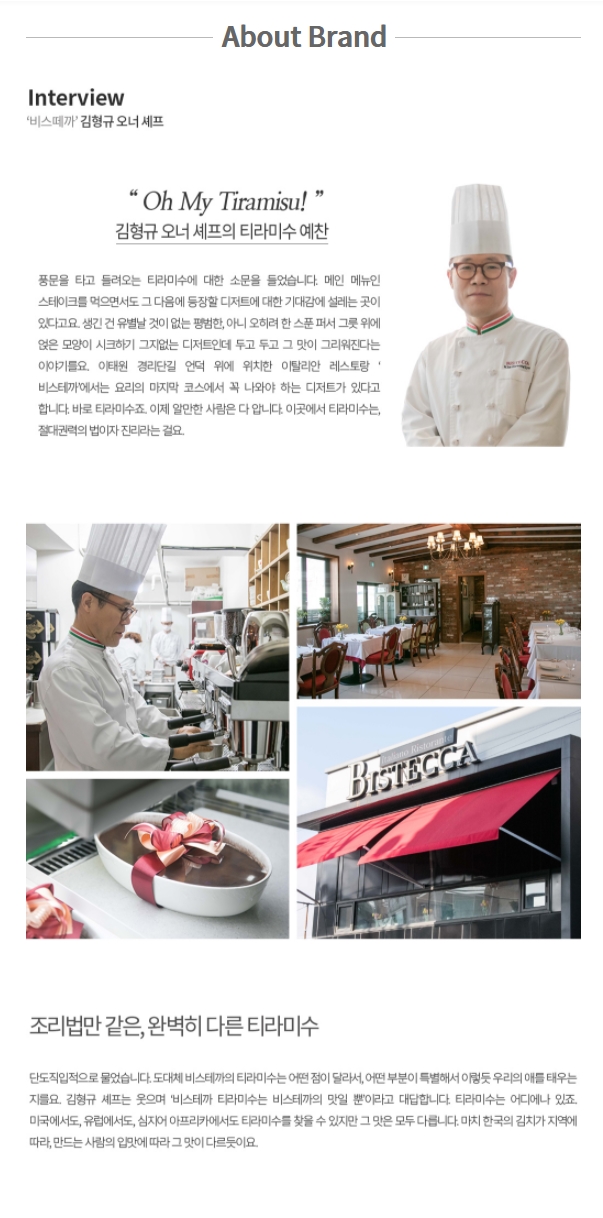 About Brand
Interview
‘비스떼까’ 김형규 오너 셰프
“ Oh My Tiramisu! ”
김형규 오너 셰프의 티라미수 예찬
풍문을 타고 들려오는 티라미수에 대한 소문을 들었습니다. 메인 메뉴인
스테이크를 먹으면서도 그 다음에 등장할 디저트에 대한 기대감에 설레는 곳이
있다고요. 생긴 건 유별날 것이 없는 평범한, 아니 오히려 한 스푼 퍼서 그릇 위에
얹은 모양이 시크하기 그지없는 디저트인데 두고 두고 그 맛이 그리워진다는
이야기를요. 이태원 경리단길 언덕 위에 위치한 이탈리안 레스토랑 ‘
비스테까’에서는 요리의 마지막 코스에서 꼭 나와야 하는 디저트가 있다고
합니다. 바로 티라미수죠. 이제 알만한 사람은 다 압니다. 이곳에서 티라미수는,
절대권력의 법이자 진리라는 걸요.
Italiano Ristorante
BISTECCA
조리법만 같은, 완벽히 다른 티라미수
단도직입적으로 물었습니다. 도대체 비스테까의 티라미수는 어떤 점이 달라서, 어떤 부분이 특별해서 이렇듯 우리의 애를 태우는
지를요. 김형규 셰프는 웃으며 ‘비스테까 티라미수는 비스테까의 맛일 뿐’이라고 대답합니다. 티라미수는 어디에나 있죠.
미국에서도, 유럽에서도, 심지어 아프리카에서도 티라미수를 찾을 수 있지만 그 맛은 모두 다릅니다. 마치 한국의 김치가 지역에
따라, 만드는 사람의 입맛에 따라 그 맛이 다르듯이요.